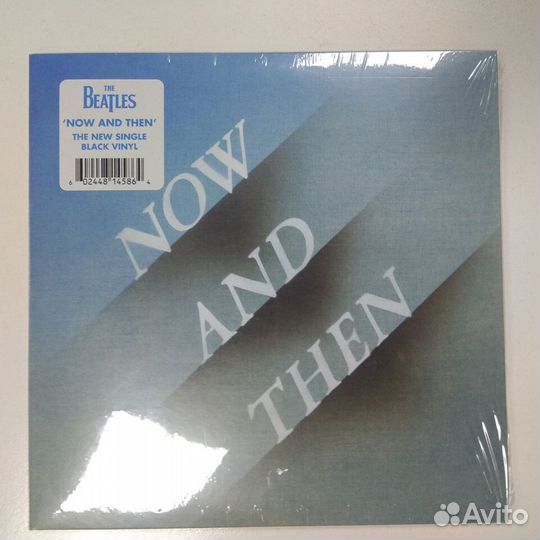 THE
BEATLES
'NOW AND THEN'
THE NEW SINGLE
BLACK VINYL
6 02448 14586 4
NOW
AND
THEN
Avito